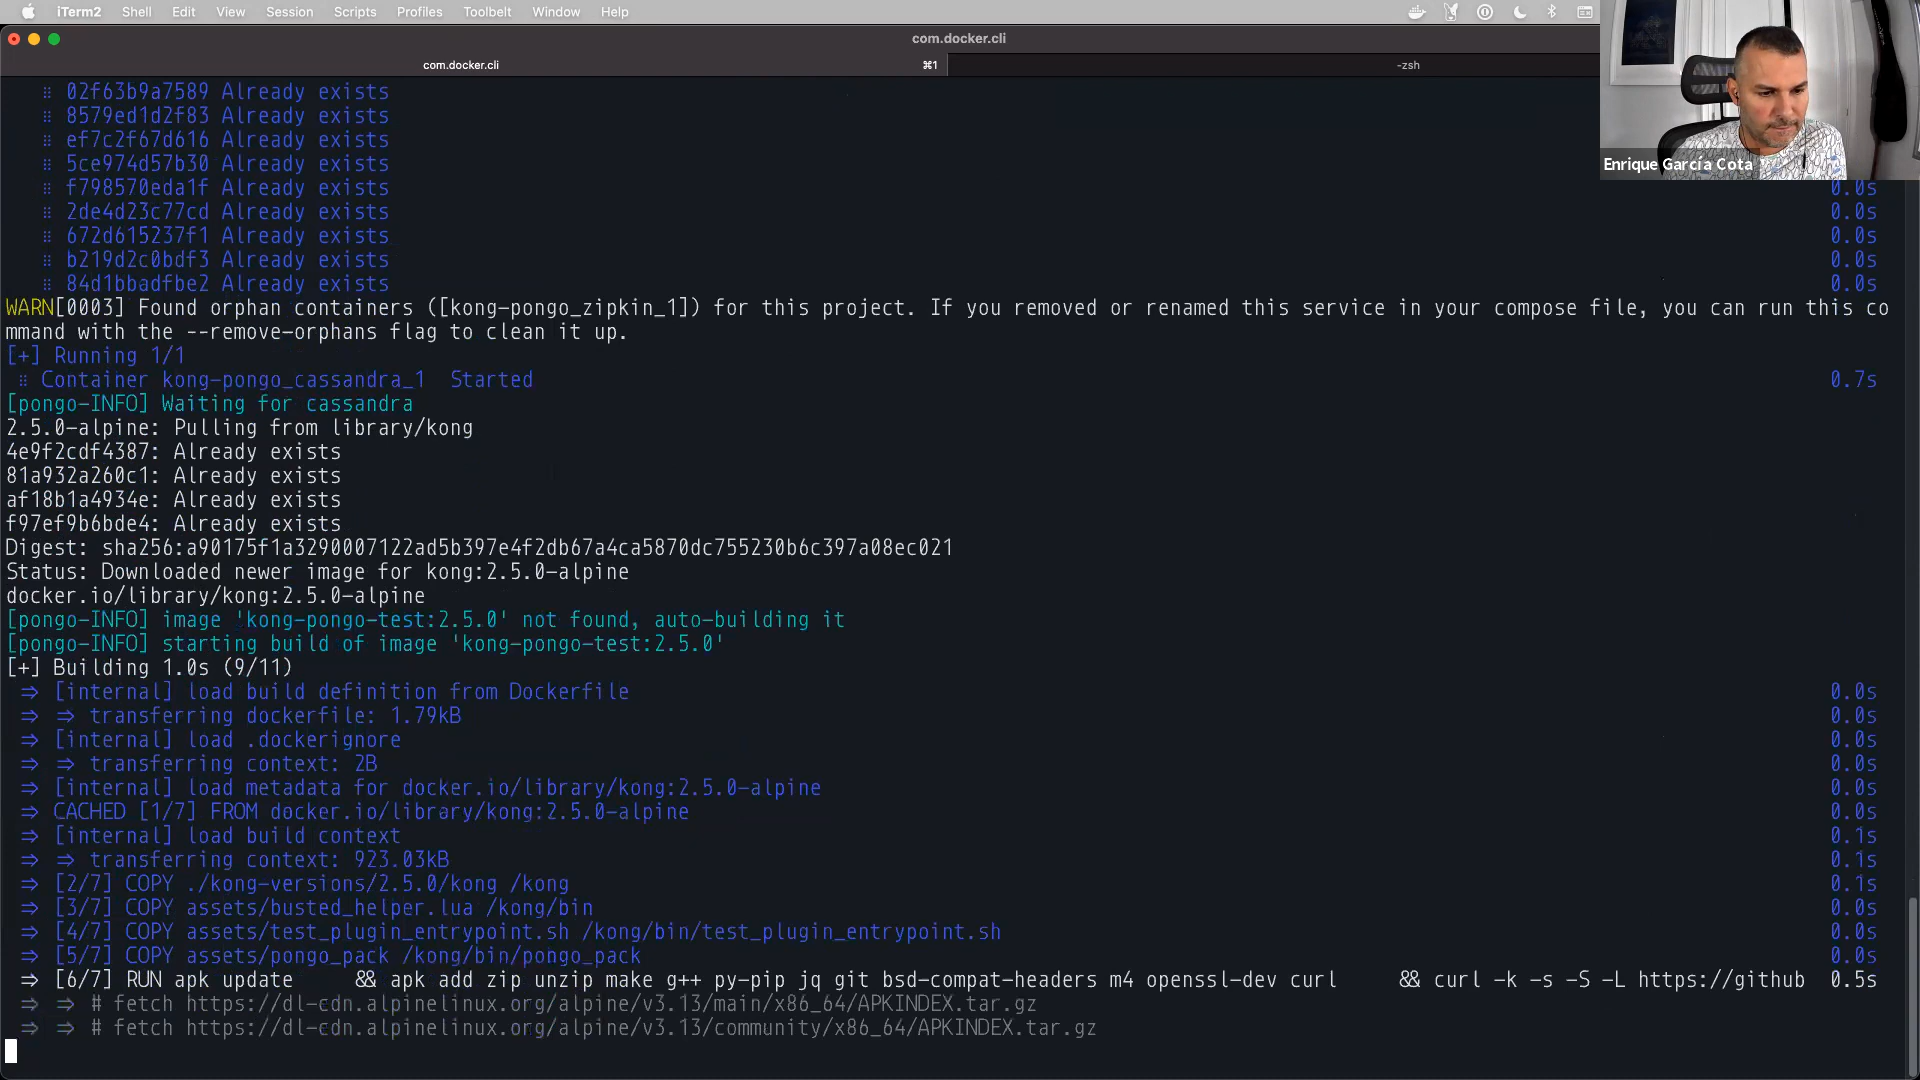 iTerm2 Shell Edit View Session Scripts Profiles Toolbelt Window Help
com.docker.cli
com.docker.cli ⌘1 -zsh
02f63b9a7589 Already exists
8579ed1d2f83 Already exists
ef7c2f67d616 Already exists
5ce974d57b30 Already exists
Enrique García Cota
f798570eda1f Already exists 0.0s
2de4d23c77cd Already exists 0.0s
672d615237f1 Already exists 0.0s
b219d2c0bdf3 Already exists 0.0s
84d1bbadfbe2 Already exists 0.0s
WARN[0003] Found orphan containers ([kong-pongo_zipkin_1]) for this project. If you removed or renamed this service in your compose file, you can run this co
mmand with the --remove-orphans flag to clean it up.
[+] Running 1/1
⠿ Container kong-pongo_cassandra_1  Started 0.7s
[pongo-INFO] Waiting for cassandra
2.5.0-alpine: Pulling from library/kong
4e9f2cdf4387: Already exists
81a932a260c1: Already exists
af18b1a4934e: Already exists
f97ef9b6bde4: Already exists
Digest: sha256:a90175f1a3290007122ad5b397e4f2db67a4ca5870dc755230b6c397a08ec021
Status: Downloaded newer image for kong:2.5.0-alpine
docker.io/library/kong:2.5.0-alpine
[pongo-INFO] image 'kong-pongo-test:2.5.0' not found, auto-building it
[pongo-INFO] starting build of image 'kong-pongo-test:2.5.0'
[+] Building 1.0s (9/11)
⇒ [internal] load build definition from Dockerfile 0.0s
⇒ ⇒ transferring dockerfile: 1.79kB 0.0s
⇒ [internal] load .dockerignore 0.0s
⇒ ⇒ transferring context: 2B 0.0s
⇒ [internal] load metadata for docker.io/library/kong:2.5.0-alpine 0.0s
⇒ CACHED [1/7] FROM docker.io/library/kong:2.5.0-alpine 0.0s
⇒ [internal] load build context 0.1s
⇒ ⇒ transferring context: 923.03kB 0.1s
⇒ [2/7] COPY ./kong-versions/2.5.0/kong /kong 0.1s
⇒ [3/7] COPY assets/busted_helper.lua /kong/bin 0.0s
⇒ [4/7] COPY assets/test_plugin_entrypoint.sh /kong/bin/test_plugin_entrypoint.sh 0.0s
⇒ [5/7] COPY assets/pongo_pack /kong/bin/pongo_pack 0.0s
⇒ [6/7] RUN apk update && apk add zip unzip make g++ py-pip jq git bsd-compat-headers m4 openssl-dev curl && curl -k -s -S -L https://github 0.5s
⇒ ⇒ # fetch https://dl-cdn.alpinelinux.org/alpine/v3.13/main/x86_64/APKINDEX.tar.gz
⇒ ⇒ # fetch https://dl-cdn.alpinelinux.org/alpine/v3.13/community/x86_64/APKINDEX.tar.gz